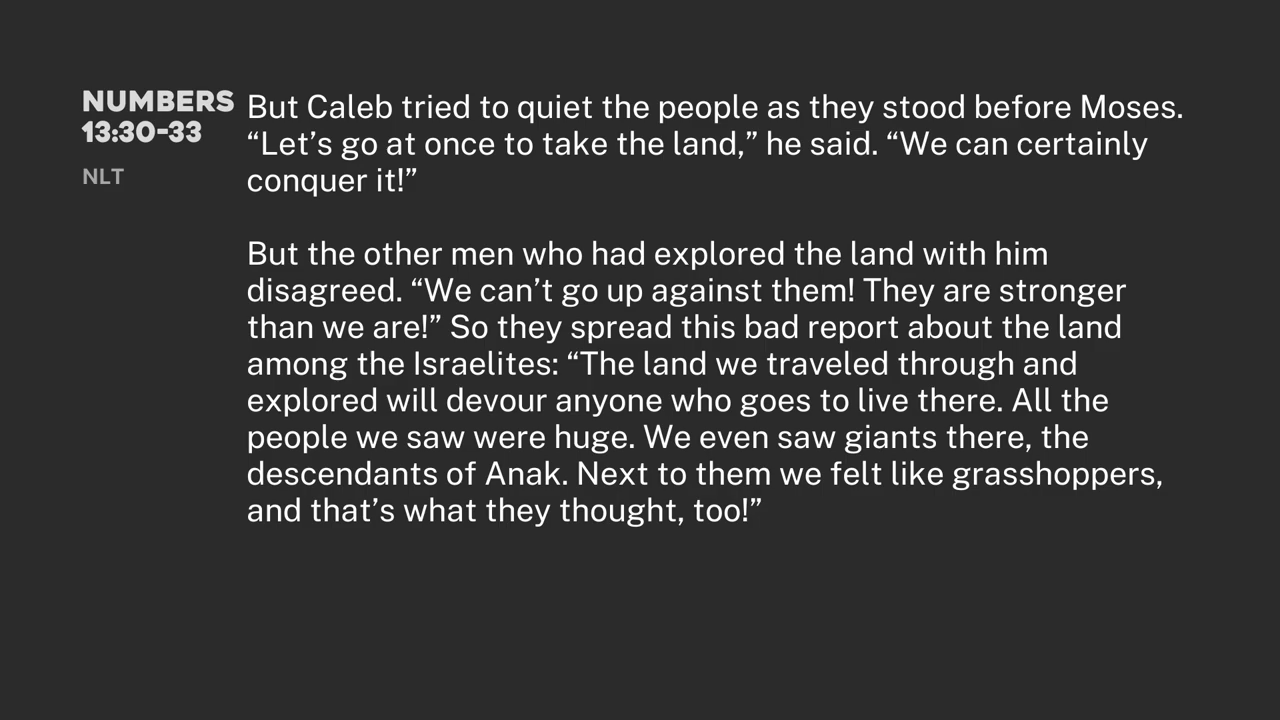 NUMBERS
13:30-33
NLT
But Caleb tried to quiet the people as they stood before Moses.
“Let’s go at once to take the land,” he said. “We can certainly
conquer it!”
But the other men who had explored the land with him
disagreed. “We can’t go up against them! They are stronger
than we are!” So they spread this bad report about the land
among the Israelites: “The land we traveled through and
explored will devour anyone who goes to live there. All the
people we saw were huge. We even saw giants there, the
descendants of Anak. Next to them we felt like grasshoppers,
and that’s what they thought, too!”